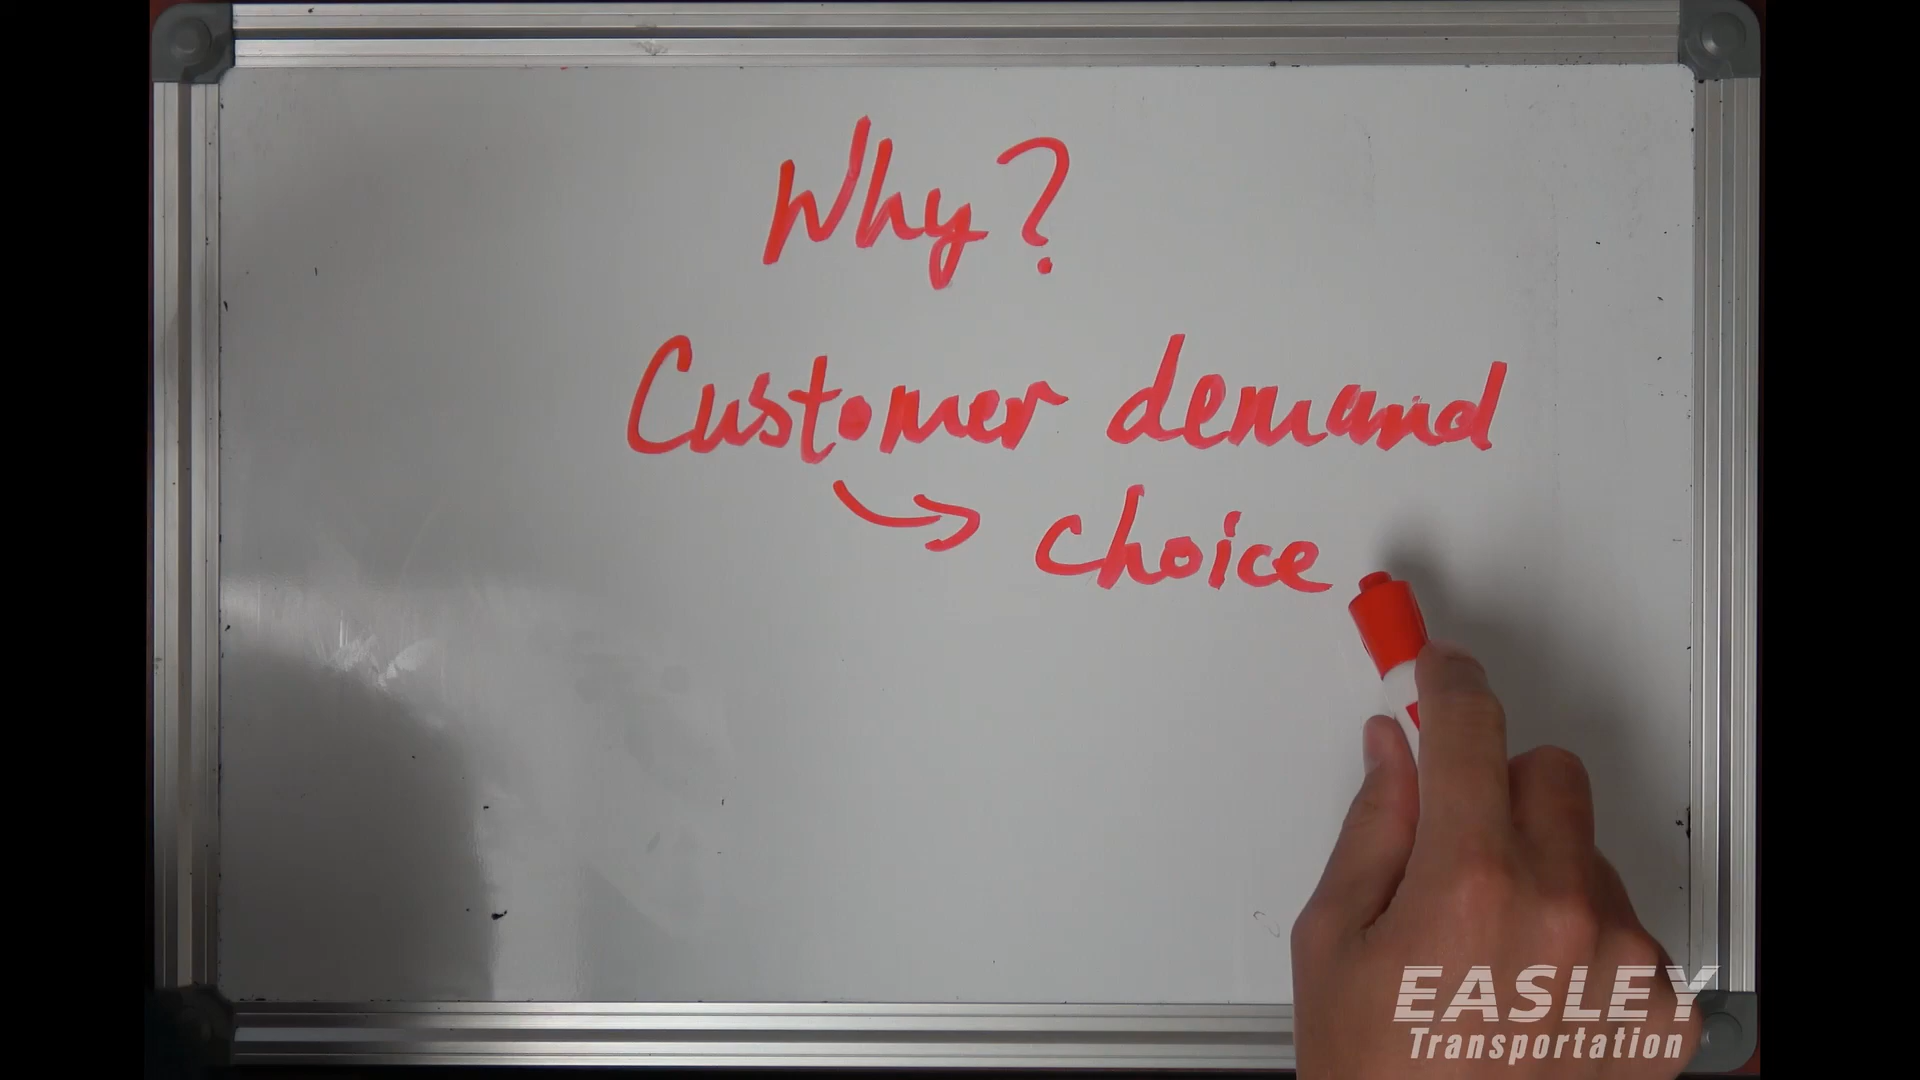 Why?
Customer demand
→ choice
EASLEY
Transportation